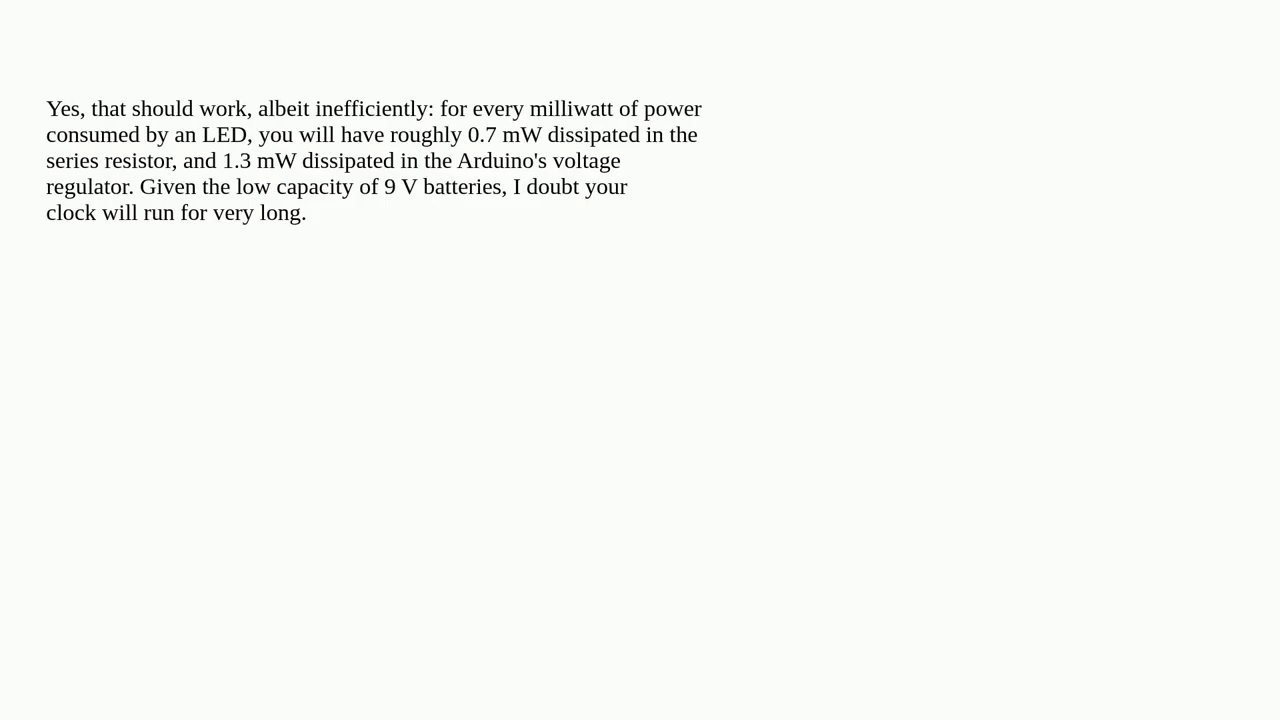 Yes, that should work, albeit inefficiently: for every milliwatt of power
consumed by an LED, you will have roughly 0.7 mW dissipated in the
series resistor, and 1.3 mW dissipated in the Arduino's voltage
regulator. Given the low capacity of 9 V batteries, I doubt your
clock will run for very long.